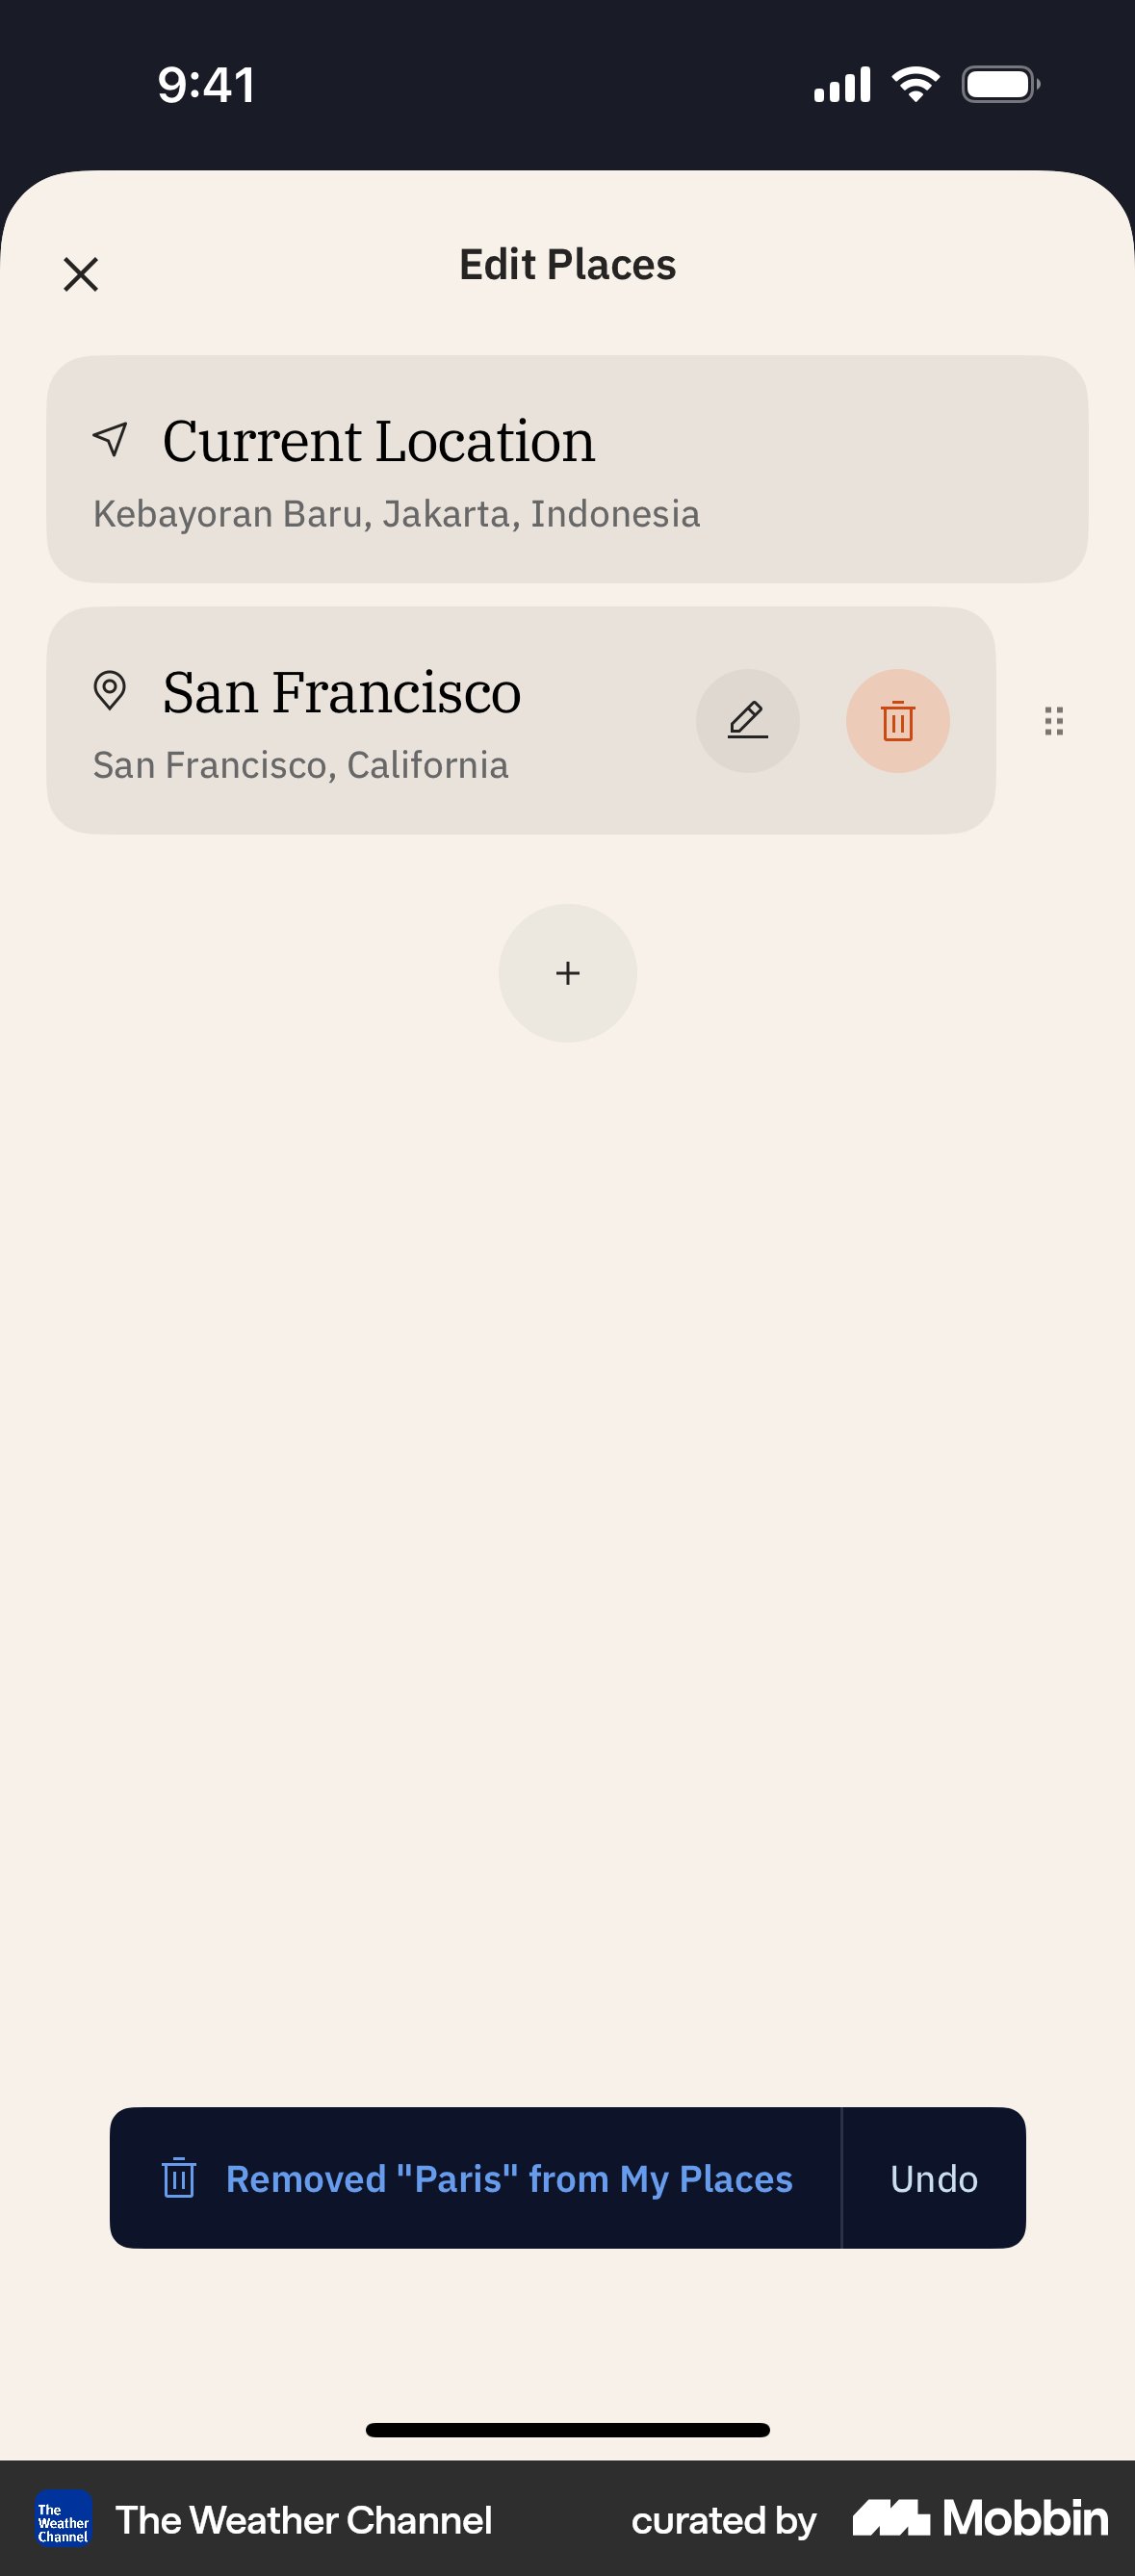 9:41
Edit Places
Current Location
Kebayoran Baru, Jakarta, Indonesia
San Francisco
San Francisco, California
+
Removed "Paris" from My Places
Undo
The
Weather
Channel
The Weather Channel
curated by
Mobbin